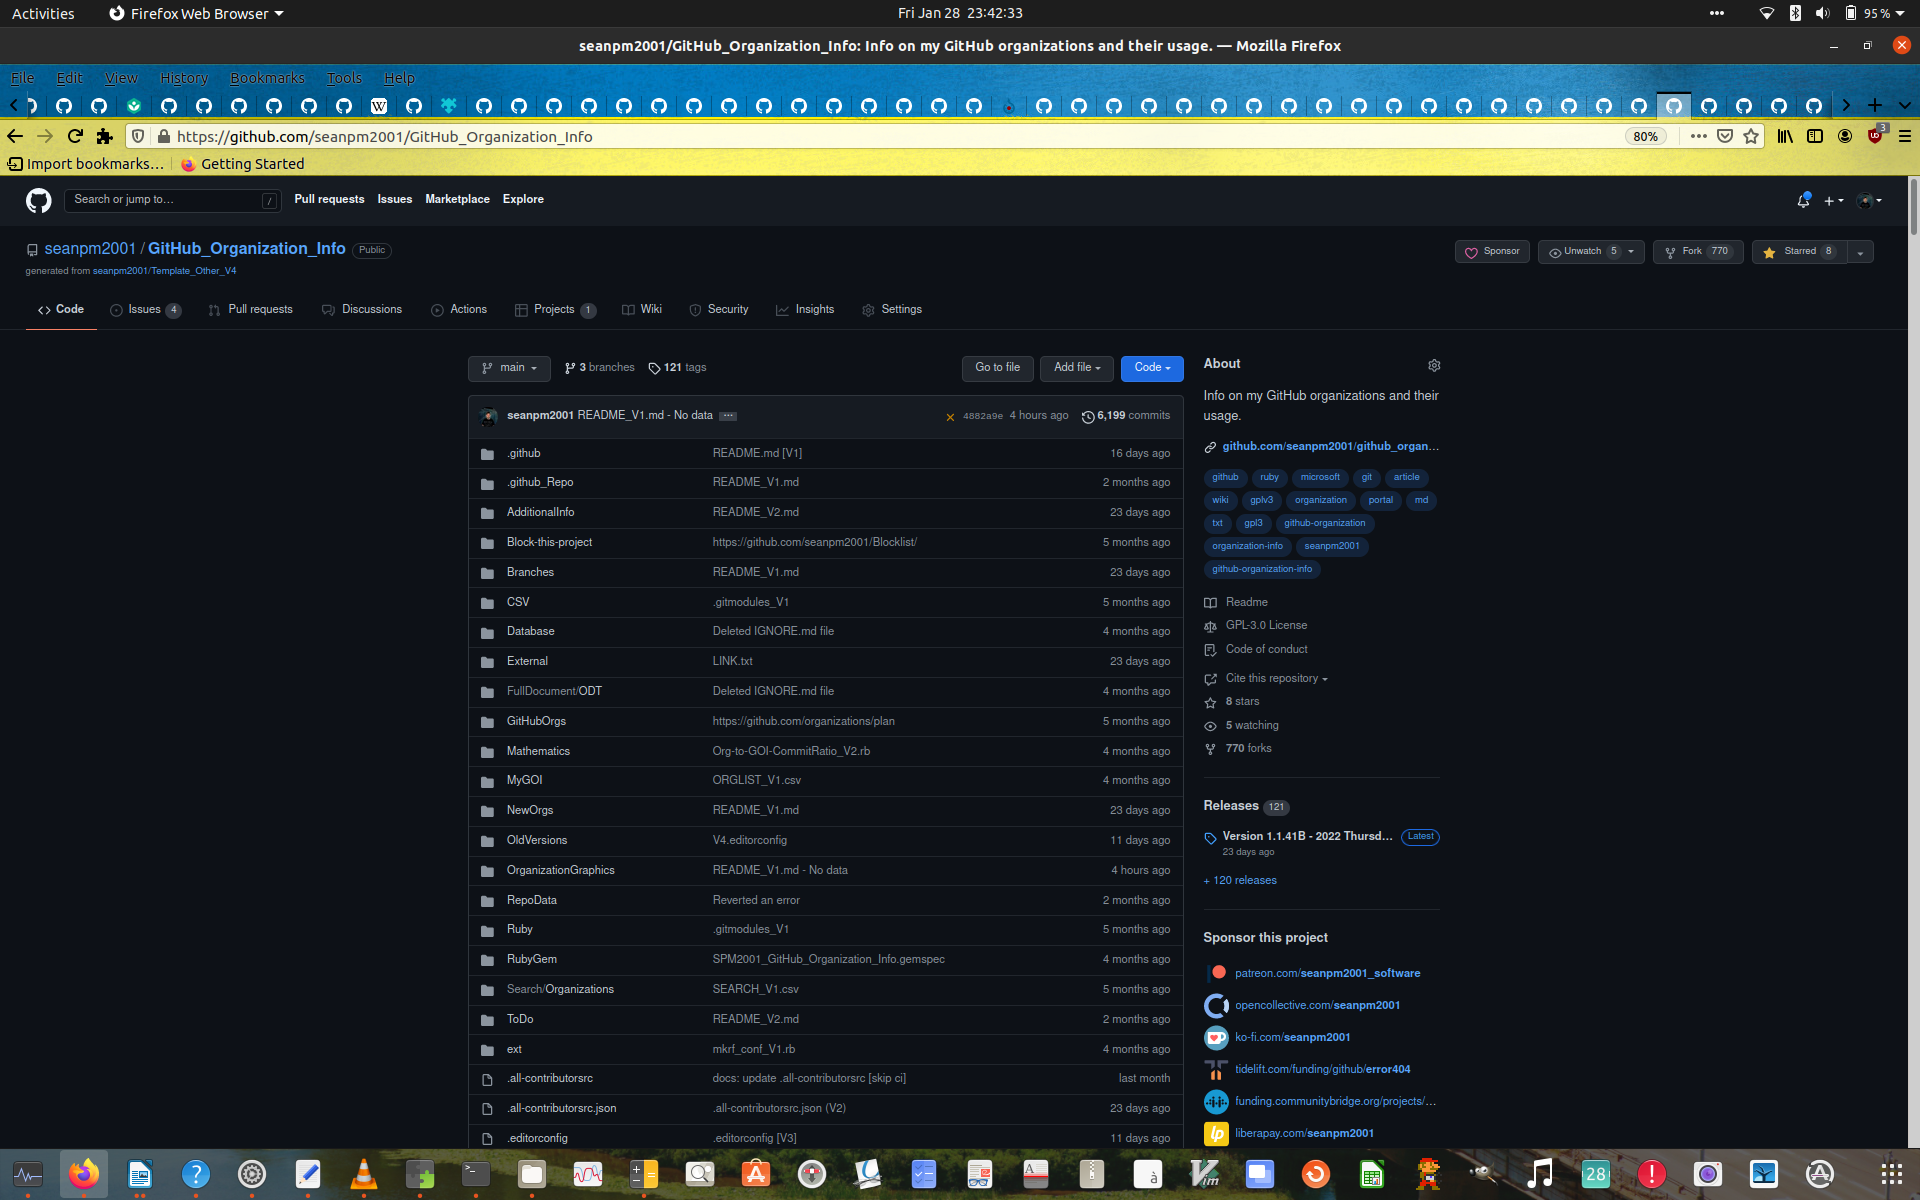 Activities
Firefox Web Browser
Fri Jan 28 23:42:33
95 %
seanpm2001/GitHub_Organization_Info: Info on my GitHub organizations and their usage. — Mozilla Firefox
File Edit View History Bookmarks Tools Help
https://github.com/seanpm2001/GitHub_Organization_Info
80%
3
Import bookmarks…
Getting Started
Search or jump to…
/
Pull requests
Issues
Marketplace
Explore
seanpm2001 / GitHub_Organization_Info
Public
generated from seanpm2001/Template_Other_V4
Sponsor
Unwatch 5
Fork 770
Starred 8
Code
Issues 4
Pull requests
Discussions
Actions
Projects 1
Wiki
Security
Insights
Settings
main
3 branches
121 tags
Go to file
Add file
Code
seanpm2001 README_V1.md - No data
4882a9e 4 hours ago
6,199 commits
.github README.md [V1] 16 days ago
.github_Repo README_V1.md 2 months ago
AdditionalInfo README_V2.md 23 days ago
Block-this-project https://github.com/seanpm2001/Blocklist/ 5 months ago
Branches README_V1.md 23 days ago
CSV .gitmodules_V1 5 months ago
Database Deleted IGNORE.md file 4 months ago
External LINK.txt 23 days ago
FullDocument/ODT Deleted IGNORE.md file 4 months ago
GitHubOrgs https://github.com/organizations/plan 5 months ago
Mathematics Org-to-GOI-CommitRatio_V2.rb 4 months ago
MyGOI ORGLIST_V1.csv 4 months ago
NewOrgs README_V1.md 23 days ago
OldVersions V4.editorconfig 11 days ago
OrganizationGraphics README_V1.md - No data 4 hours ago
RepoData Reverted an error 2 months ago
Ruby .gitmodules_V1 5 months ago
RubyGem SPM2001_GitHub_Organization_Info.gemspec 4 months ago
Search/Organizations SEARCH_V1.csv 5 months ago
ToDo README_V2.md 2 months ago
ext mkrf_conf_V1.rb 4 months ago
.all-contributorsrc docs: update .all-contributorsrc [skip ci] last month
.all-contributorsrc.json .all-contributorsrc.json (V2) 23 days ago
.editorconfig .editorconfig [V3] 11 days ago
About
Info on my GitHub organizations and their
usage.
github.com/seanpm2001/github_organ…
github ruby microsoft git article
wiki gplv3 organization portal md
txt gpl3 github-organization
organization-info seanpm2001
github-organization-info
Readme
GPL-3.0 License
Code of conduct
Cite this repository
8 stars
5 watching
770 forks
Releases 121
Version 1.1.41B - 2022 Thursd… Latest
23 days ago
+ 120 releases
Sponsor this project
patreon.com/seanpm2001_software
opencollective.com/seanpm2001
ko-fi.com/seanpm2001
tidelift.com/funding/github/error404
funding.communitybridge.org/projects/…
liberapay.com/seanpm2001
28